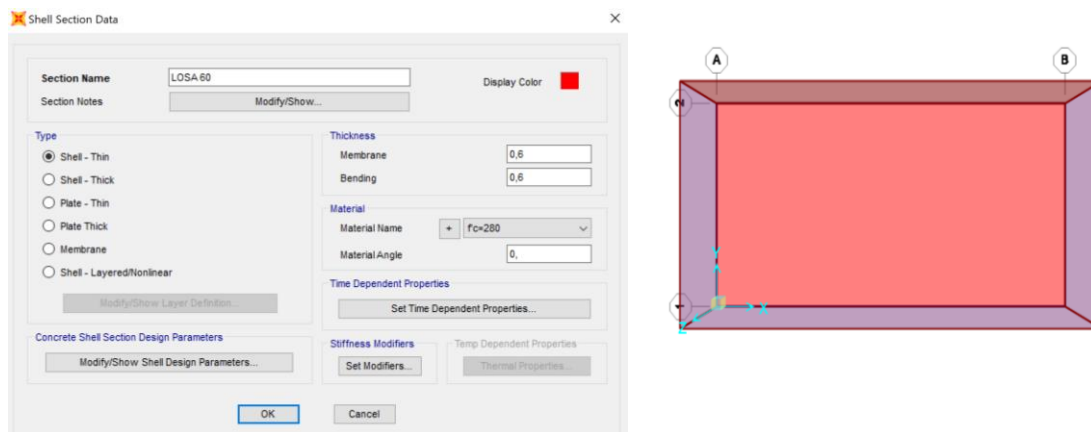 Shell Section Data
Section Name LOSA 60 Display Color
Section Notes Modify/Show...
Type
Shell - Thin
Shell - Thick
Plate - Thin
Plate Thick
Membrane
Shell - Layered/Nonlinear
Modify/Show Layer Definition...
Thickness
Membrane 0,6
Bending 0,6
Material
Material Name + f'c=280
Material Angle 0,
Time Dependent Properties
Set Time Dependent Properties...
Concrete Shell Section Design Parameters
Modify/Show Shell Design Parameters...
Stiffness Modifiers
Set Modifiers...
Temp Dependent Properties
Thermal Properties...
OK Cancel
A B
2
1
Y
X
Z